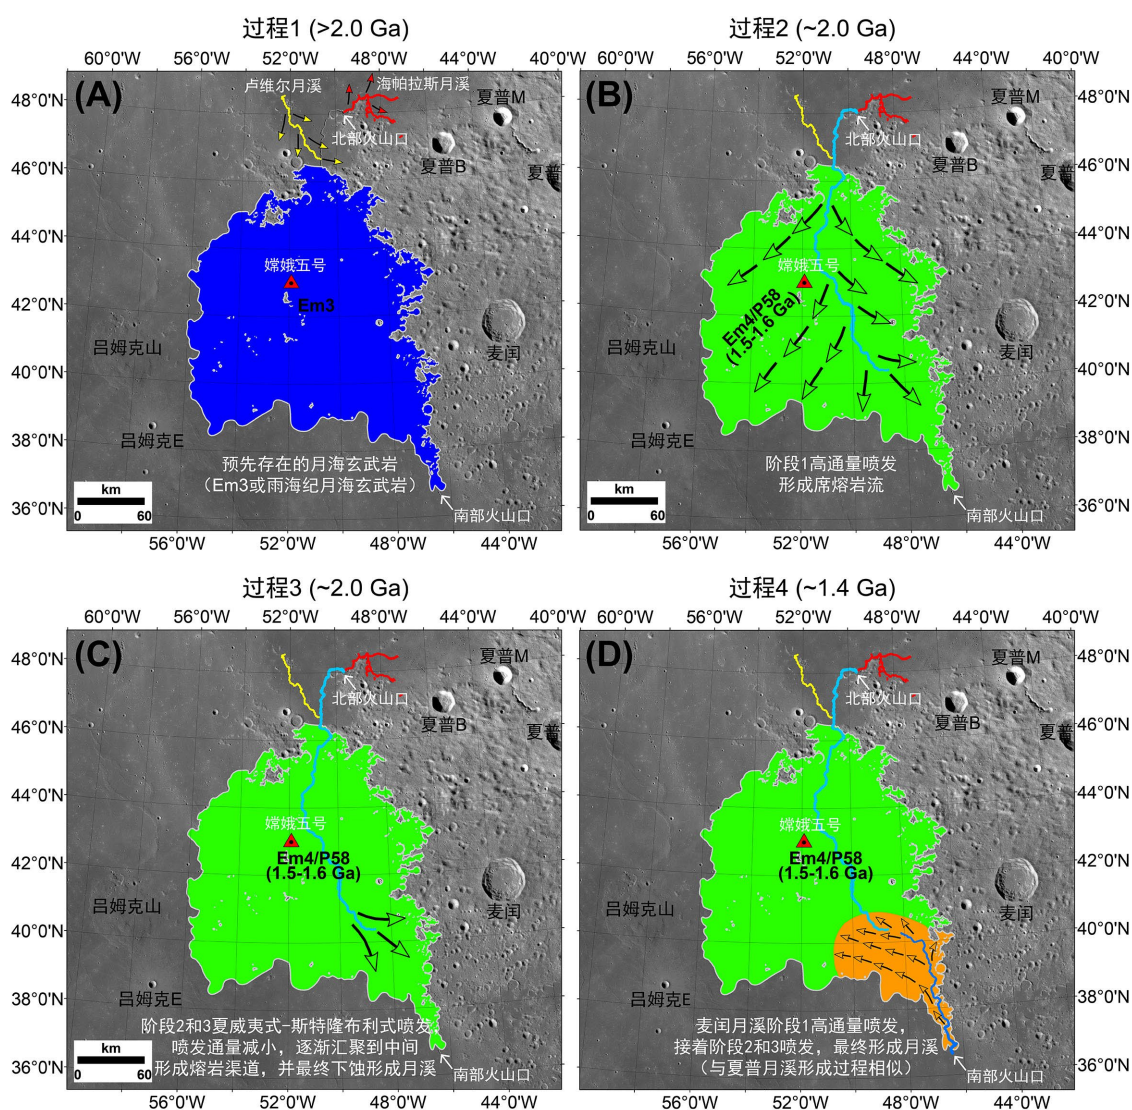 过程1 (>2.0 Ga)
60°0'W 56°0'W 52°0'W 48°0'W 44°0'W 40°0'W
(A)
48°0'N
卢维尔月溪
海帕拉斯月溪
夏普M
北部火山口
夏普B
46°0'N
夏普
44°0'N
嫦娥五号
42°0'N
Em3
吕姆克山
麦闰
40°0'N
吕姆克E
38°0'N
预先存在的月海玄武岩
（Em3或雨海纪月海玄武岩）
km
0 60
36°0'N
南部火山口
56°0'W 52°0'W 48°0'W 44°0'W
过程2 (~2.0 Ga)
60°0'W 56°0'W 52°0'W 48°0'W 44°0'W 40°0'W
(B)
48°0'N
夏普M
北部火山口
夏普B
46°0'N
夏普
44°0'N
嫦娥五号
42°0'N
Em4/P58
(1.5-1.6 Ga)
吕姆克山
麦闰
40°0'N
吕姆克E
38°0'N
阶段1高通量喷发
形成席熔岩流
km
0 60
36°0'N
南部火山口
56°0'W 52°0'W 48°0'W 44°0'W
过程3 (~2.0 Ga)
60°0'W 56°0'W 52°0'W 48°0'W 44°0'W 40°0'W
(C)
48°0'N
夏普M
北部火山口
夏普B
46°0'N
夏普
44°0'N
嫦娥五号
42°0'N
Em4/P58
(1.5-1.6 Ga)
吕姆克山
麦闰
40°0'N
吕姆克E
38°0'N
阶段2和3夏威夷式-斯特隆布利式喷发，
喷发通量减小，逐渐汇聚到中间
形成熔岩渠道，并最终下蚀形成月溪
km
0 60
36°0'N
南部火山口
56°0'W 52°0'W 48°0'W 44°0'W
过程4 (~1.4 Ga)
60°0'W 56°0'W 52°0'W 48°0'W 44°0'W 40°0'W
(D)
48°0'N
夏普M
北部火山口
夏普B
46°0'N
夏普
44°0'N
嫦娥五号
42°0'N
Em4/P58
(1.5-1.6 Ga)
吕姆克山
麦闰
40°0'N
吕姆克E
38°0'N
麦闰月溪阶段1高通量喷发，
接着阶段2和3喷发，最终形成月溪
（与夏普月溪形成过程相似）
km
0 60
36°0'N
南部火山口
56°0'W 52°0'W 48°0'W 44°0'W